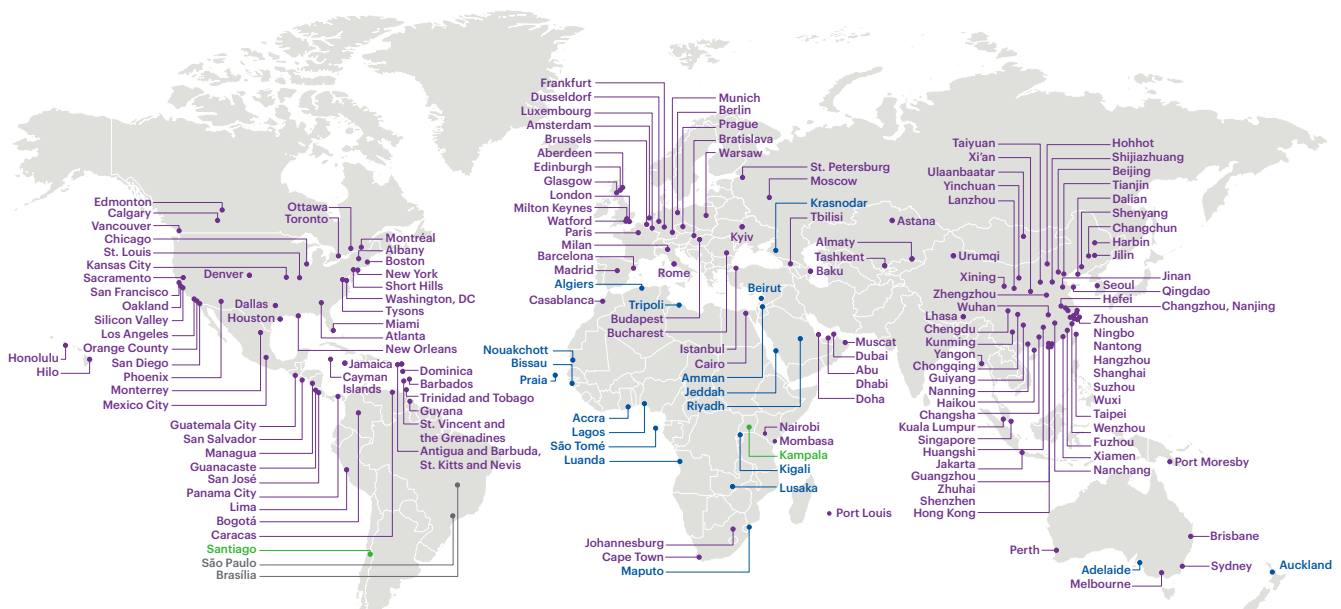 Edmonton
Calgary
Vancouver
Chicago
St. Louis
Kansas City
Sacramento
San Francisco
Oakland
Silicon Valley
Los Angeles
Orange County
San Diego
Phoenix
Monterrey
Mexico City
Honolulu
Hilo
Denver
Dallas
Houston
Ottawa
Toronto
Montréal
Albany
Boston
New York
Short Hills
Washington, DC
Tysons
Miami
Atlanta
New Orleans
Jamaica
Cayman
Islands
Dominica
Barbados
Trinidad and Tobago
Guyana
St. Vincent and
the Grenadines
Antigua and Barbuda,
St. Kitts and Nevis
Guatemala City
San Salvador
Managua
Guanacaste
San José
Panama City
Lima
Bogotá
Caracas
Santiago
São Paulo
Brasília
Frankfurt
Dusseldorf
Luxembourg
Amsterdam
Brussels
Aberdeen
Edinburgh
Glasgow
London
Milton Keynes
Watford
Paris
Milan
Barcelona
Madrid
Algiers
Casablanca
Munich
Berlin
Prague
Bratislava
Warsaw
St. Petersburg
Moscow
Krasnodar
Tbilisi
Kyiv
Rome
Astana
Almaty
Tashkent
Baku
Tripoli
Beirut
Budapest
Bucharest
Istanbul
Cairo
Amman
Jeddah
Riyadh
Muscat
Dubai
Abu
Dhabi
Doha
Nouakchott
Bissau
Praia
Accra
Lagos
São Tomé
Luanda
Nairobi
Mombasa
Kampala
Kigali
Lusaka
Port Louis
Johannesburg
Cape Town
Maputo
Taiyuan
Xi'an
Ulaanbaatar
Yinchuan
Lanzhou
Urumqi
Xining
Zhengzhou
Wuhan
Lhasa
Chengdu
Kunming
Yangon
Chongqing
Guiyang
Nanning
Haikou
Changsha
Kuala Lumpur
Singapore
Huangshi
Jakarta
Guangzhou
Zhuhai
Shenzhen
Hong Kong
Hohhot
Shijiazhuang
Beijing
Tianjin
Dalian
Shenyang
Changchun
Harbin
Jilin
Jinan
Seoul
Qingdao
Hefei
Changzhou, Nanjing
Zhoushan
Ningbo
Nantong
Hangzhou
Shanghai
Suzhou
Wuxi
Taipei
Wenzhou
Fuzhou
Xiamen
Nanchang
Port Moresby
Perth
Adelaide
Melbourne
Brisbane
Sydney
Auckland